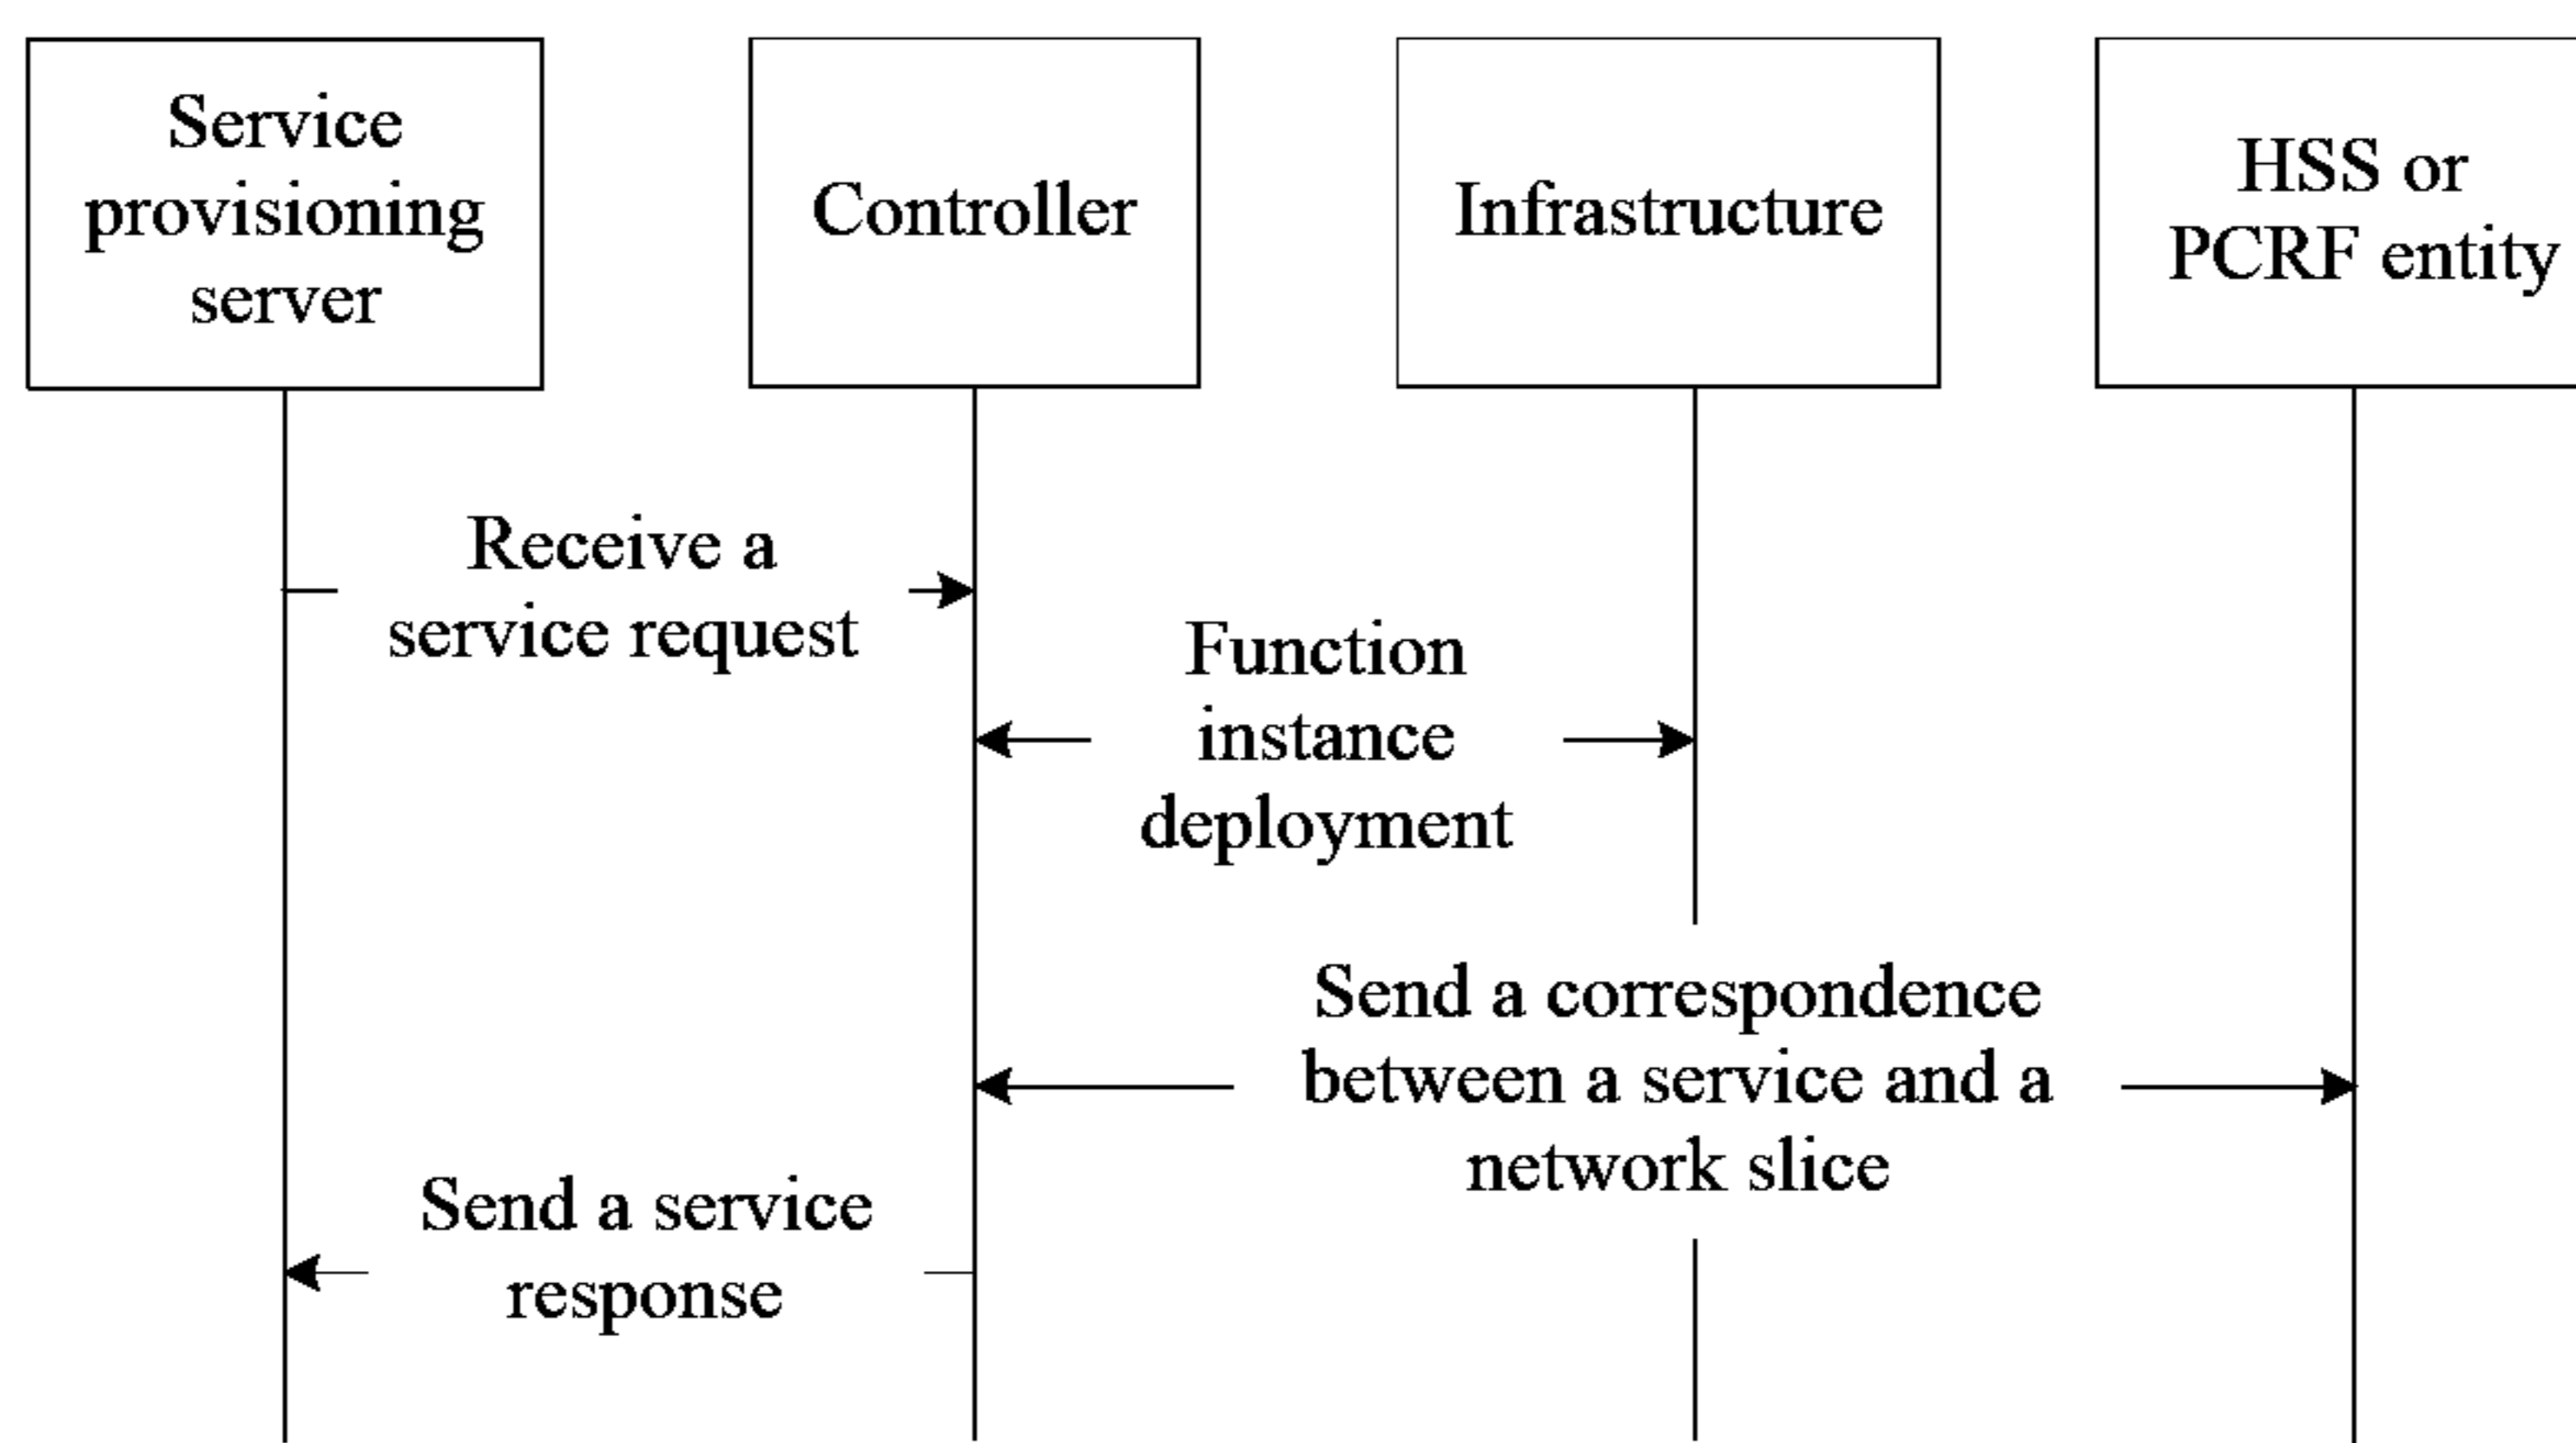 Service
provisioning
server
Controller
Infrastructure
HSS or
PCRF entity
Receive a
service request
Function
instance
deployment
Send a correspondence
between a service and a
network slice
Send a service
response